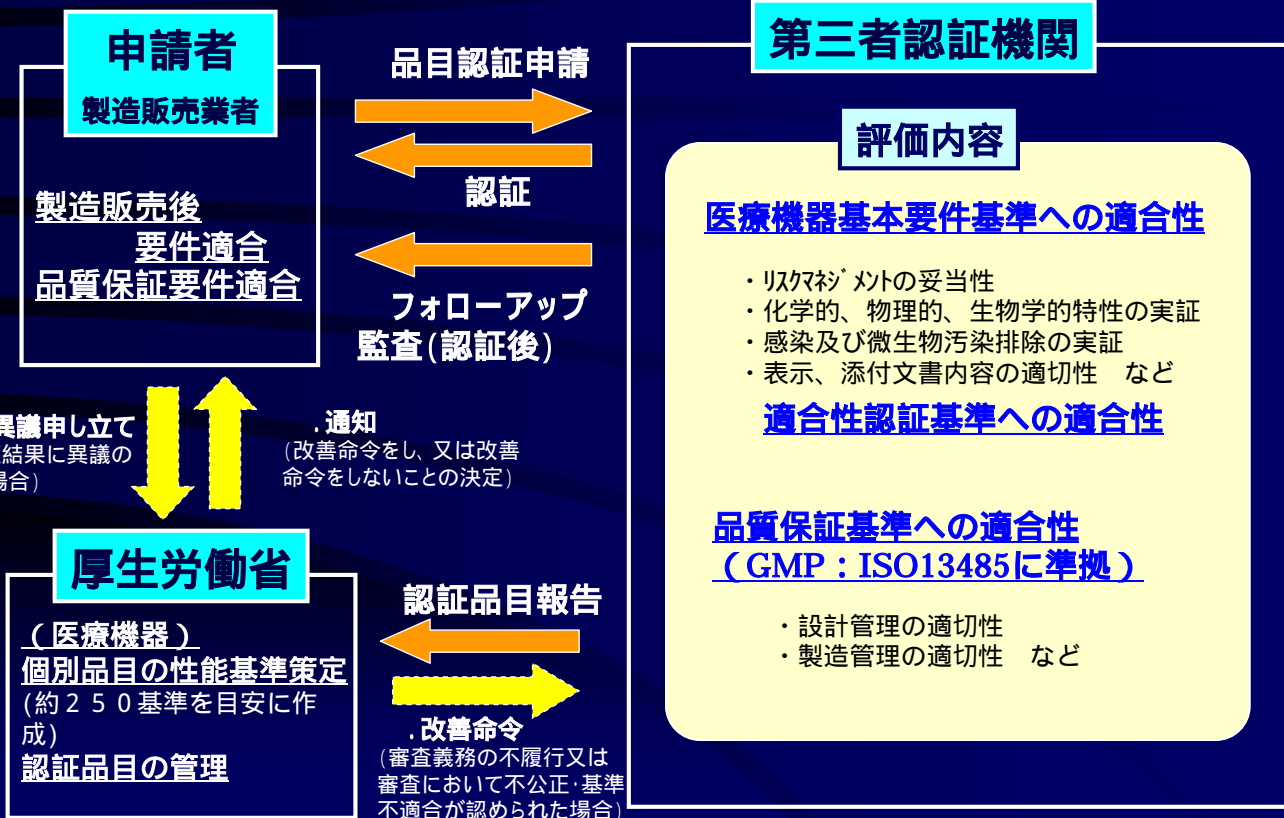 申請者
製造販売業者
製造販売後
要件適合
品質保証要件適合
品目認証申請
認証
フォローアップ
監査(認証後)
異議申し立て
結果に異議の
場合)
.通知
(改善命令をし、又は改善
命令をしないことの決定)
厚生労働省
(医療機器)
個別品目の性能基準策定
(約250基準を目安に作
成)
認証品目の管理
認証品目報告
.改善命令
(審査義務の不履行又は
審査において不公正・基準
不適合が認められた場合)
第三者認証機関
評価内容
医療機器基本要件基準への適合性
・リスクマネジメントの妥当性
・化学的、物理的、生物学的特性の実証
・感染及び微生物汚染排除の実証
・表示、添付文書内容の適切性 など
適合性認証基準への適合性
品質保証基準への適合性
(GMP:ISO13485に準拠)
・設計管理の適切性
・製造管理の適切性 など